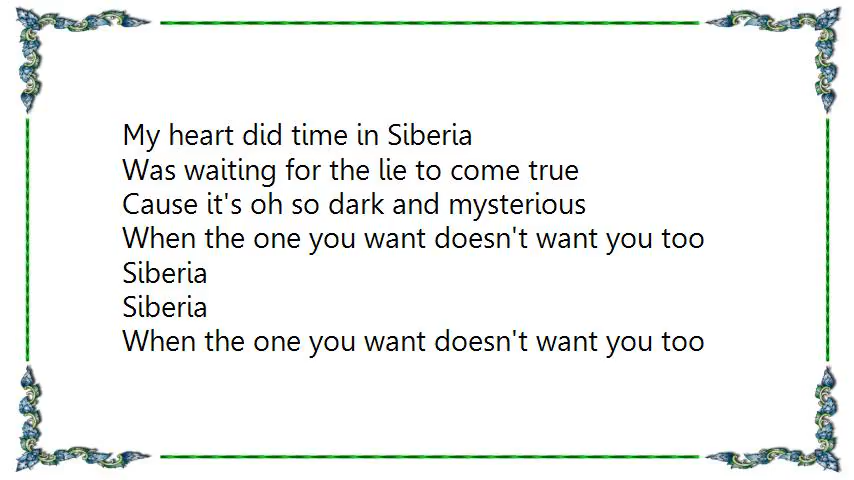 My heart did time in Siberia
Was waiting for the lie to come true
Cause it's oh so dark and mysterious
When the one you want doesn't want you too
Siberia
Siberia
When the one you want doesn't want you too